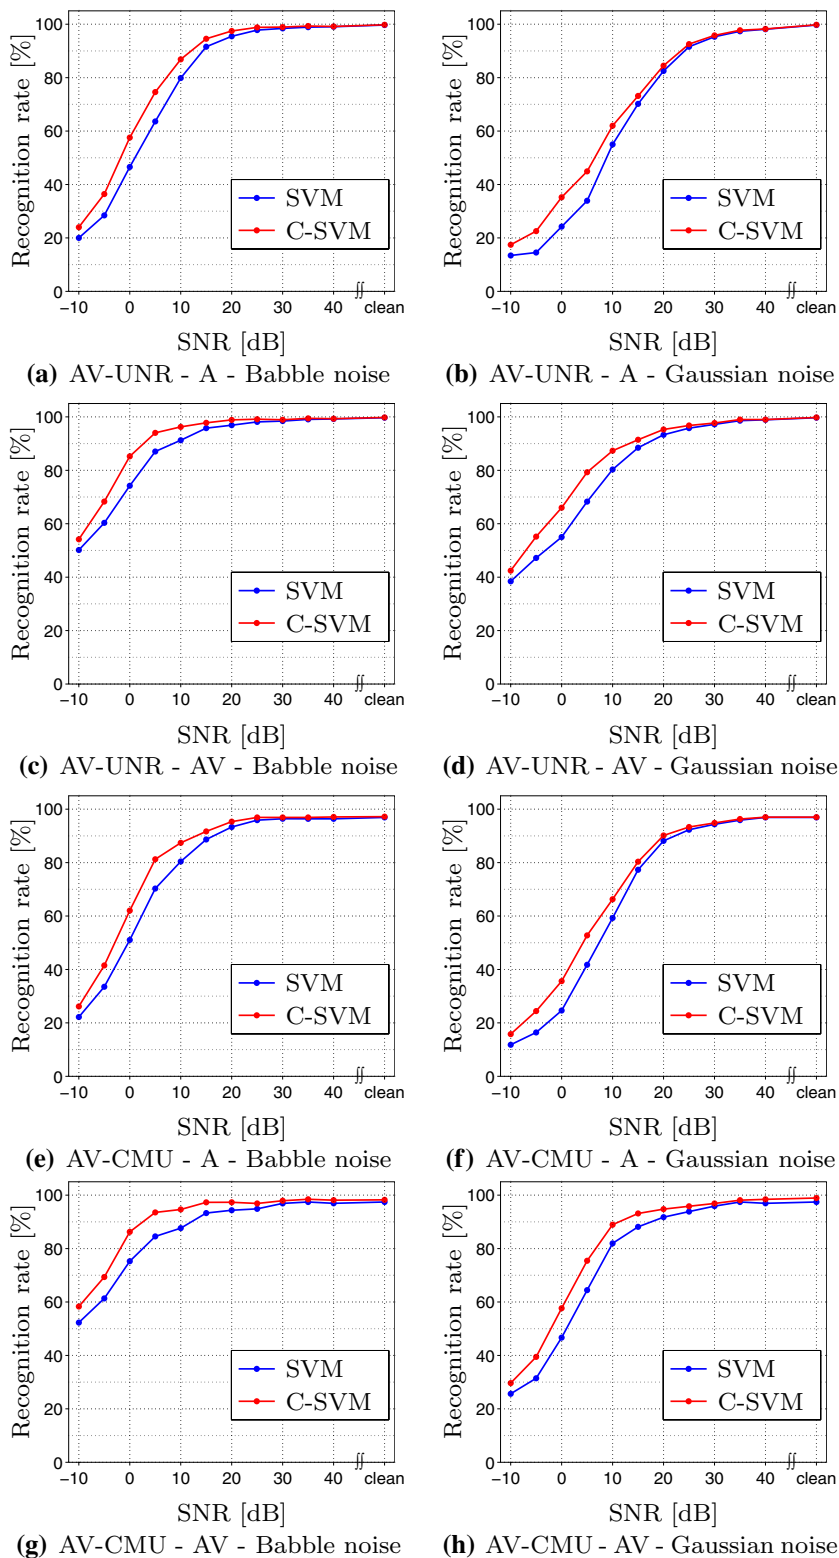 100
80
60
40
20
0
Recognition rate [%]
SVM
C-SVM
−10 0 10 20 30 40 ∫∫ clean
SNR [dB]
(a) AV-UNR - A - Babble noise
100
80
60
40
20
0
Recognition rate [%]
SVM
C-SVM
−10 0 10 20 30 40 ∫∫ clean
SNR [dB]
(b) AV-UNR - A - Gaussian noise
100
80
60
40
20
0
Recognition rate [%]
SVM
C-SVM
−10 0 10 20 30 40 ∫∫ clean
SNR [dB]
(c) AV-UNR - AV - Babble noise
100
80
60
40
20
0
Recognition rate [%]
SVM
C-SVM
−10 0 10 20 30 40 ∫∫ clean
SNR [dB]
(d) AV-UNR - AV - Gaussian noise
100
80
60
40
20
0
Recognition rate [%]
SVM
C-SVM
−10 0 10 20 30 40 ∫∫ clean
SNR [dB]
(e) AV-CMU - A - Babble noise
100
80
60
40
20
0
Recognition rate [%]
SVM
C-SVM
−10 0 10 20 30 40 ∫∫ clean
SNR [dB]
(f) AV-CMU - A - Gaussian noise
100
80
60
40
20
0
Recognition rate [%]
SVM
C-SVM
−10 0 10 20 30 40 ∫∫ clean
SNR [dB]
(g) AV-CMU - AV - Babble noise
100
80
60
40
20
0
Recognition rate [%]
SVM
C-SVM
−10 0 10 20 30 40 ∫∫ clean
SNR [dB]
(h) AV-CMU - AV - Gaussian noise